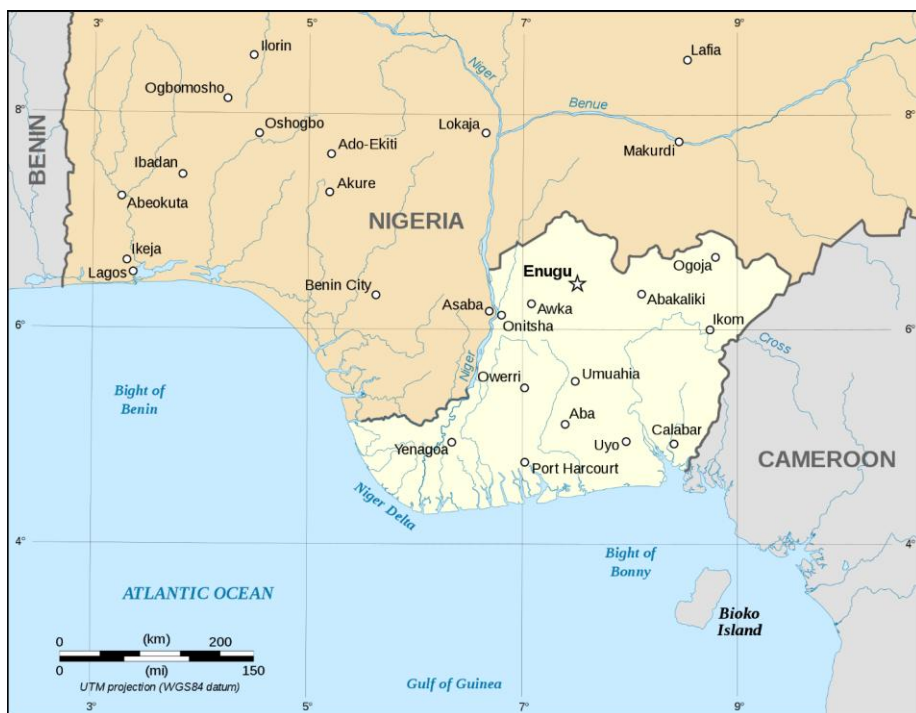 3°
5°
7°
9°
Ilorin
Niger
Lafia
Ogbomosho
8°
8°
Benue
Oshogbo
Lokaja
BENIN
Ado-Ekiti
Makurdi
Ibadan
Akure
Abeokuta
NIGERIA
Ikeja
Lagos
Enugu
Ogoja
Benin City
Abakaliki
Asaba
Awka
Onitsha
Ikom
6°
6°
Cross
Niger
Bight of
Benin
Owerri
Umuahia
Aba
Yenagoa
Uyo
Calabar
Port Harcourt
CAMEROON
Niger Delta
4°
4°
Bight of
Bonny
ATLANTIC OCEAN
Bioko
Island
0
(km)
200
0
(mi)
150
UTM projection (WGS84 datum)
Gulf of Guinea
3°
5°
7°
9°